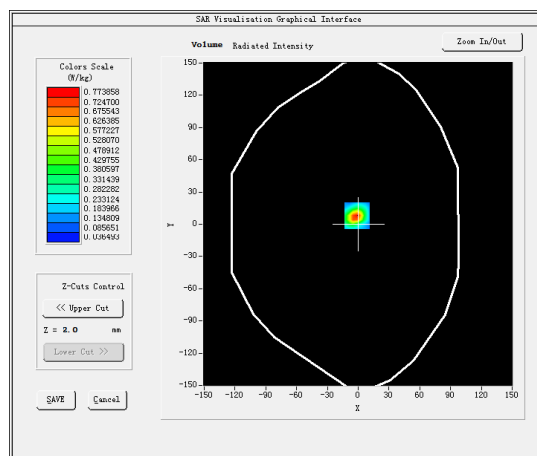 SAR Visualisation Graphical Interface
Volume Radiated Intensity
Zoom In/Out
Colors Scale
(W/kg)
0.773858
0.724700
0.675543
0.626385
0.577227
0.528070
0.478912
0.429755
0.380597
0.331439
0.282282
0.233124
0.183966
0.134809
0.085651
0.036493
Z-Cuts Control
<< Upper Cut
Z = 2.0 mm
Lower Cut >>
SAVE Cancel
150
120
90
60
30
0
-30
-60
-90
-120
-150
Y
-150 -120 -90 -60 -30 0 30 60 90 120 150
X